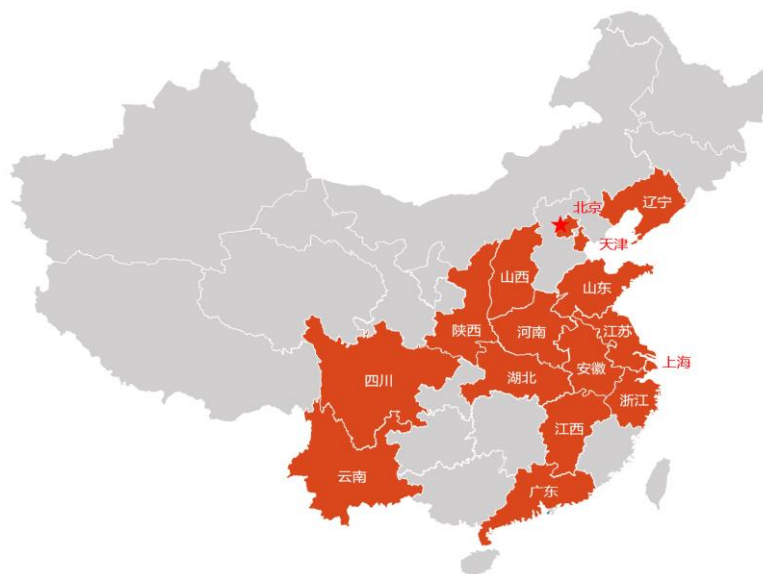 北京
辽宁
天津
山西
山东
陕西
河南
江苏
上海
安徽
四川
湖北
浙江
江西
云南
广东